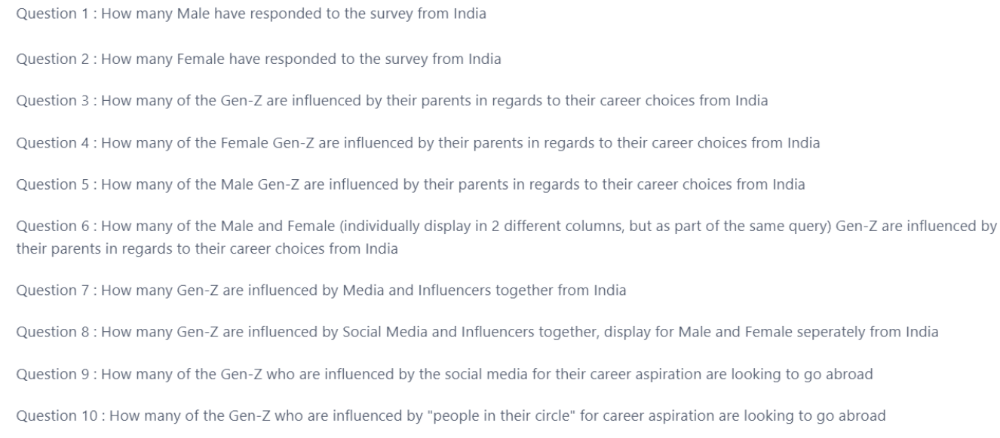 Question 1 : How many Male have responded to the survey from India
Question 2 : How many Female have responded to the survey from India
Question 3 : How many of the Gen-Z are influenced by their parents in regards to their career choices from India
Question 4 : How many of the Female Gen-Z are influenced by their parents in regards to their career choices from India
Question 5 : How many of the Male Gen-Z are influenced by their parents in regards to their career choices from India
Question 6 : How many of the Male and Female (individually display in 2 different columns, but as part of the same query) Gen-Z are influenced by
their parents in regards to their career choices from India
Question 7 : How many Gen-Z are influenced by Media and Influencers together from India
Question 8 : How many Gen-Z are influenced by Social Media and Influencers together, display for Male and Female seperately from India
Question 9 : How many of the Gen-Z who are influenced by the social media for their career aspiration are looking to go abroad
Question 10 : How many of the Gen-Z who are influenced by "people in their circle" for career aspiration are looking to go abroad